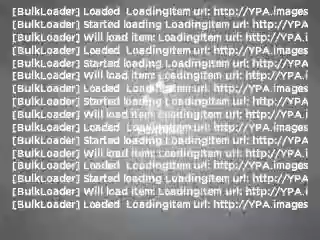 [BulkLoader] Loaded LoadingItem url: http://YPA.images
[BulkLoader] Started loading LoadingItem url: http://YPA
[BulkLoader] Will load item: LoadingItem url: http://YPA.i
[BulkLoader] Loaded LoadingItem url: http://YPA.images
[BulkLoader] Started loading LoadingItem url: http://YPA
[BulkLoader] Will load item: LoadingItem url: http://YPA.i
[BulkLoader] Loaded LoadingItem url: http://YPA.images
[BulkLoader] Started loading LoadingItem url: http://YPA
[BulkLoader] Will load item: LoadingItem url: http://YPA.i
[BulkLoader] Loaded LoadingItem url: http://YPA.images
[BulkLoader] Started loading LoadingItem url: http://YPA
[BulkLoader] Will load item: LoadingItem url: http://YPA.i
[BulkLoader] Loaded LoadingItem url: http://YPA.images
[BulkLoader] Started loading LoadingItem url: http://YPA
[BulkLoader] Will load item: LoadingItem url: http://YPA.i
[BulkLoader] Loaded LoadingItem url: http://YPA.images